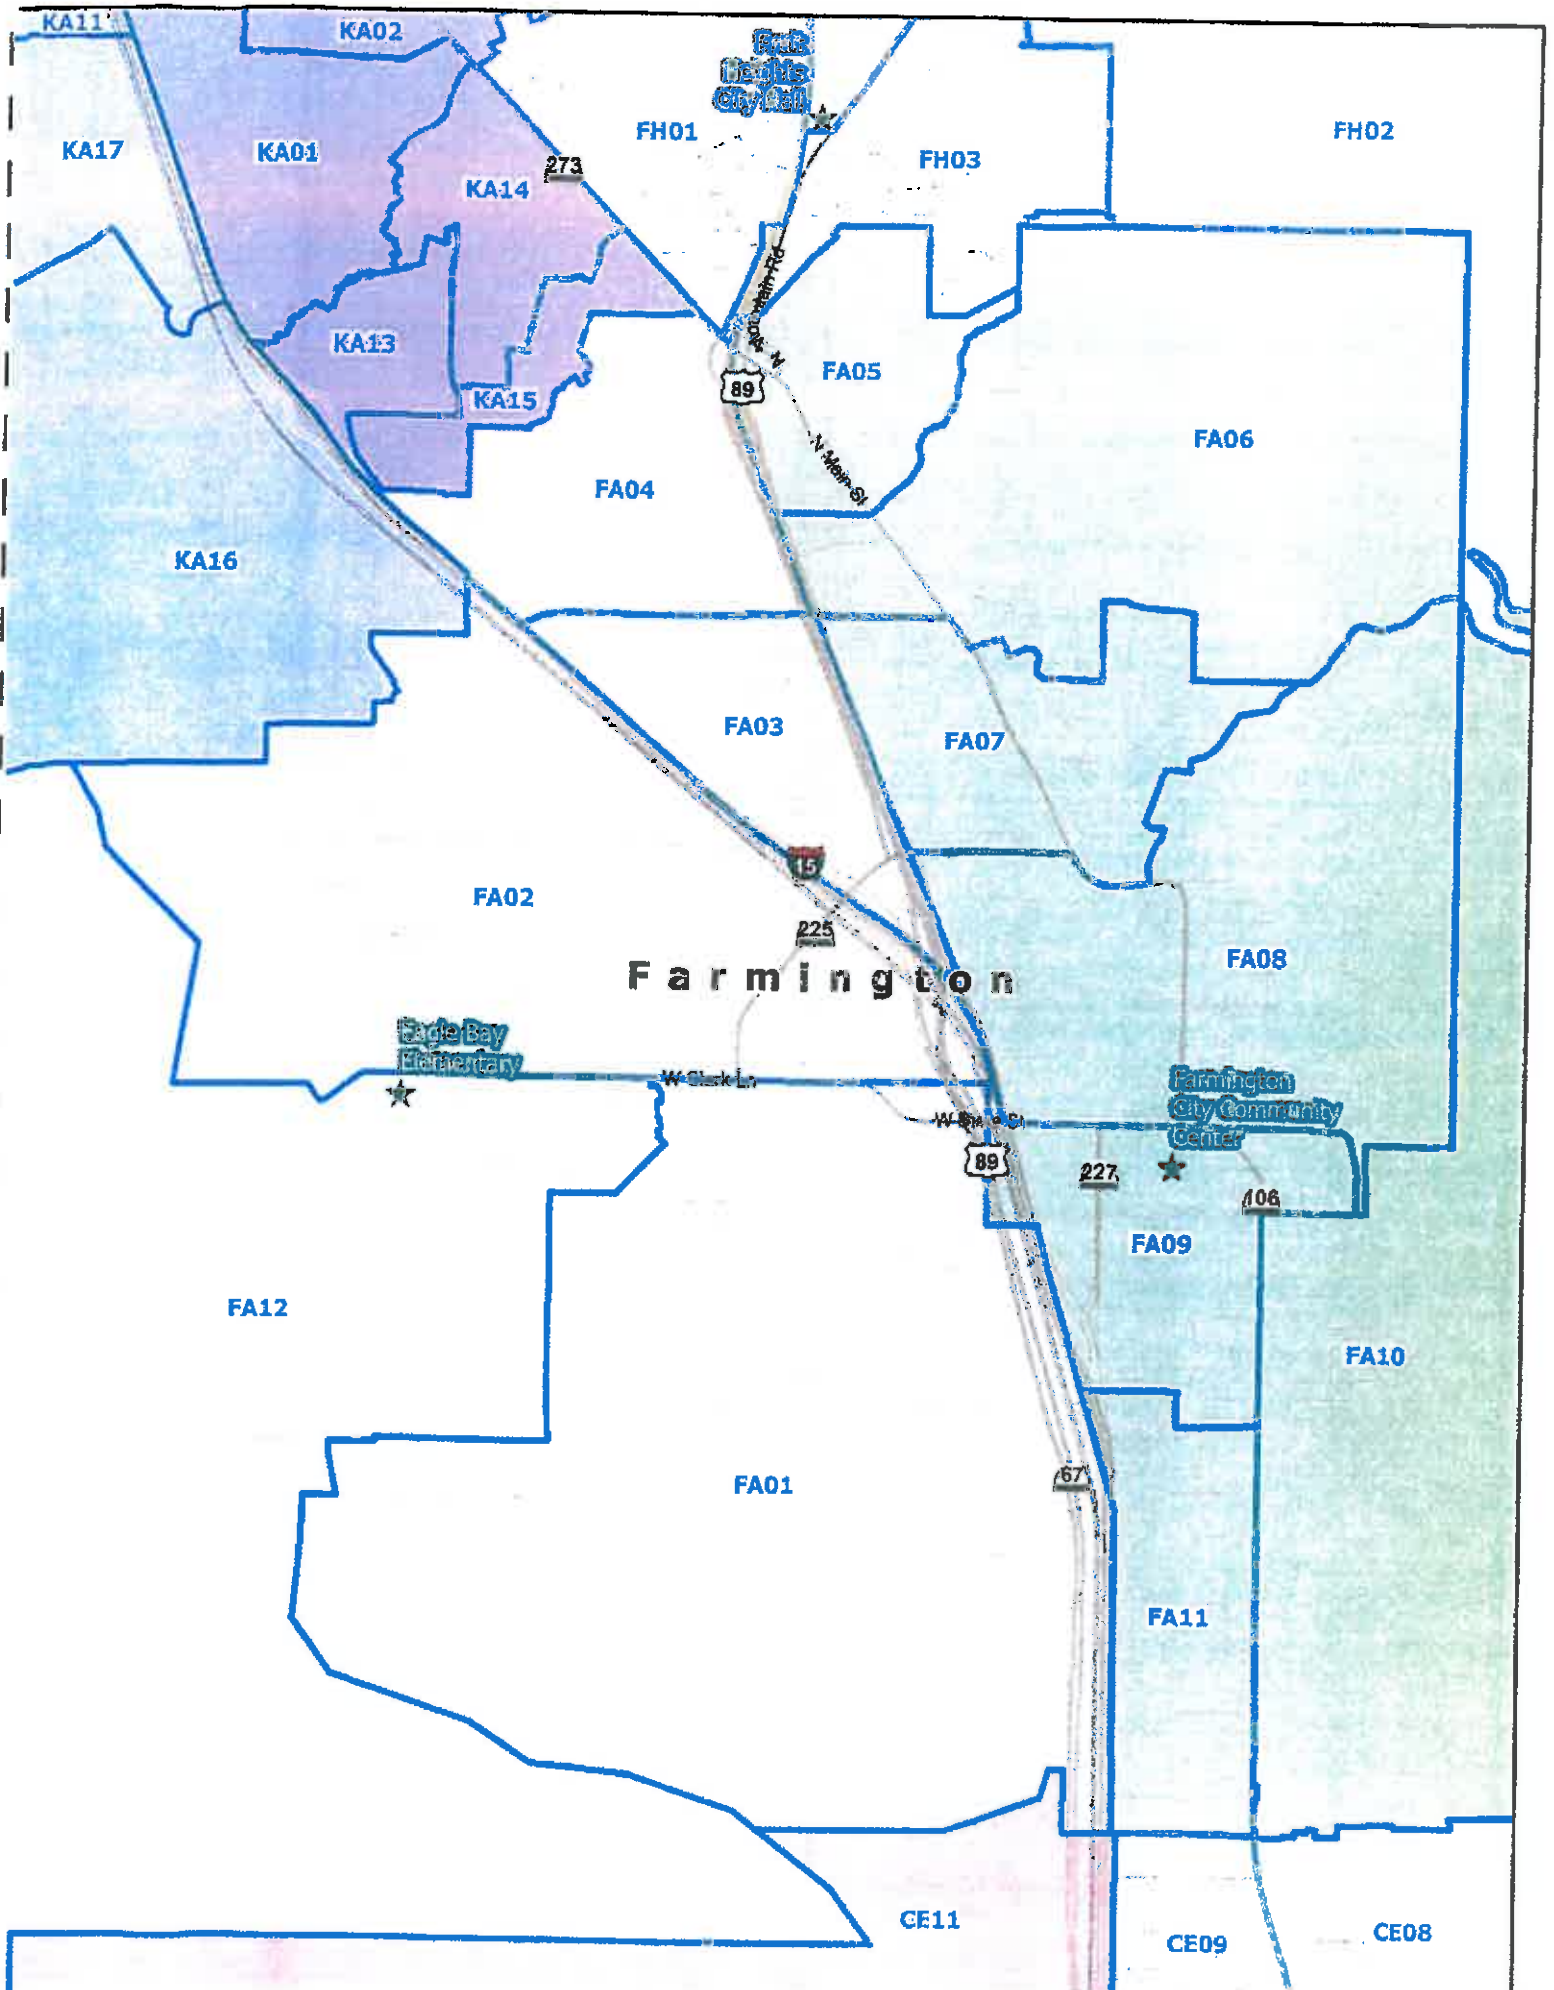 KA11
KA02
Heights
City Hall
KA17
KA01
KA14
273
FH01
FH03
FH02
KA13
KA15
89
FA05
N Main St
FA06
FA04
KA16
FA03
FA07
15
FA02
225
Farmington
FA08
Eagle Bay
Elementary
W Clark Ln
Farmington
City Community
Center
89
227
106
FA09
FA12
FA10
FA01
67
FA11
CE11
CE09
CE08